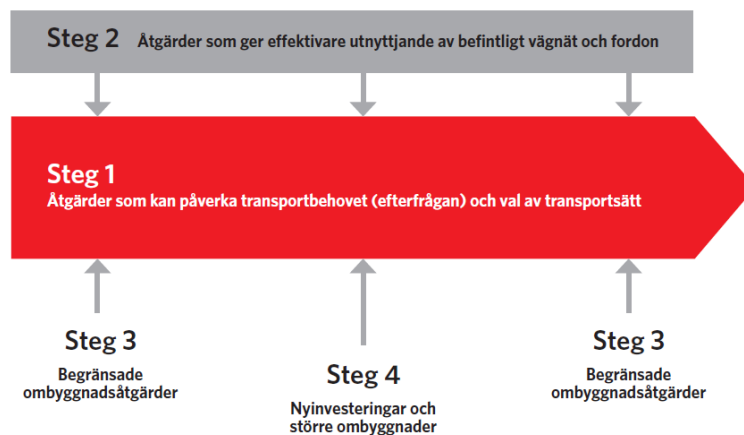 Steg 2 Åtgärder som ger effektivare utnyttjande av befintligt vägnät och fordon
Steg 1
Åtgärder som kan påverka transportbehovet (efterfrågan) och val av transportsätt
Steg 3
Begränsade
ombyggnadsåtgärder
Steg 4
Nyinvesteringar och
större ombyggnader
Steg 3
Begränsade
ombyggnadsåtgärder